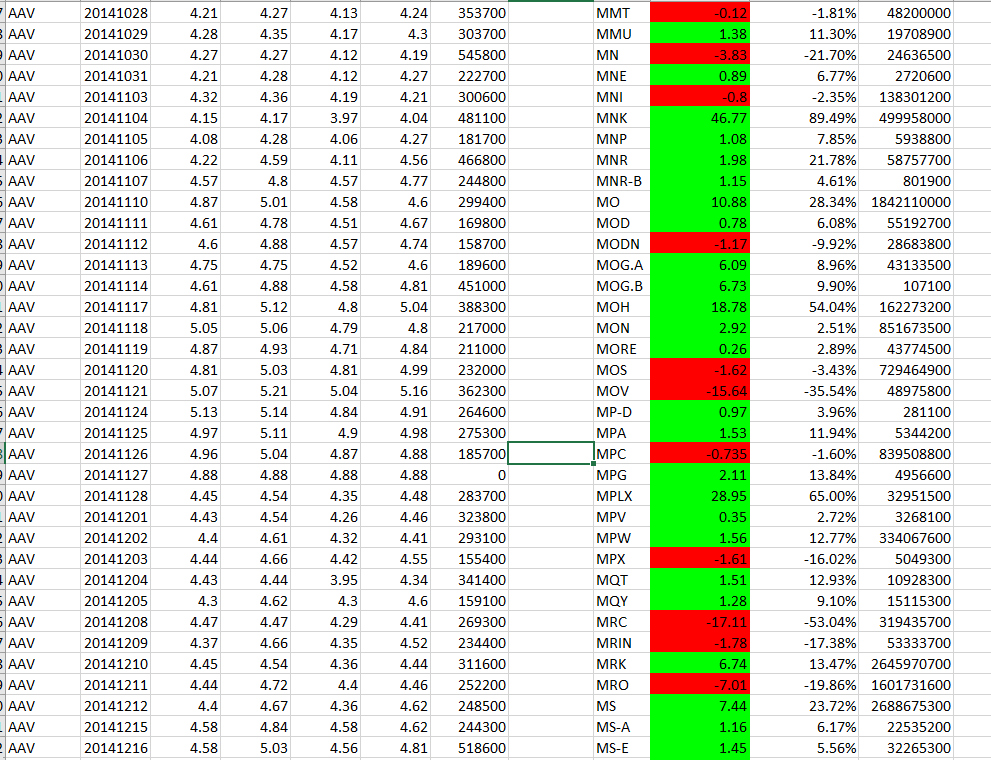 AAV 20141028 4.21 4.27 4.13 4.24 353700 MMT -0.12 -1.81% 48200000
AAV 20141029 4.28 4.35 4.17 4.3 303700 MMU 1.38 11.30% 19708900
AAV 20141030 4.27 4.27 4.12 4.19 545800 MN -3.83 -21.70% 24636500
AAV 20141031 4.21 4.28 4.12 4.27 222700 MNE 0.89 6.77% 2720600
AAV 20141103 4.32 4.36 4.19 4.21 300600 MNI -0.8 -2.35% 138301200
AAV 20141104 4.15 4.17 3.97 4.04 481100 MNK 46.77 89.49% 499958000
AAV 20141105 4.08 4.28 4.06 4.27 181700 MNP 1.08 7.85% 5938800
AAV 20141106 4.22 4.59 4.11 4.56 466800 MNR 1.98 21.78% 58757700
AAV 20141107 4.57 4.8 4.57 4.77 244800 MNR-B 1.15 4.61% 801900
AAV 20141110 4.87 5.01 4.58 4.6 299400 MO 10.88 28.34% 1842110000
AAV 20141111 4.61 4.78 4.51 4.67 169800 MOD 0.78 6.08% 55192700
AAV 20141112 4.6 4.88 4.57 4.74 158700 MODN -1.17 -9.92% 28683800
AAV 20141113 4.75 4.75 4.52 4.6 189600 MOG.A 6.09 8.96% 43133500
AAV 20141114 4.61 4.88 4.58 4.81 451000 MOG.B 6.73 9.90% 107100
AAV 20141117 4.81 5.12 4.8 5.04 388300 MOH 18.78 54.04% 162273200
AAV 20141118 5.05 5.06 4.79 4.8 217000 MON 2.92 2.51% 851673500
AAV 20141119 4.87 4.93 4.71 4.84 211000 MORE 0.26 2.89% 43774500
AAV 20141120 4.81 5.03 4.81 4.99 232000 MOS -1.62 -3.43% 729464900
AAV 20141121 5.07 5.21 5.04 5.16 362300 MOV -15.64 -35.54% 48975800
AAV 20141124 5.13 5.14 4.84 4.91 264600 MP-D 0.97 3.96% 281100
AAV 20141125 4.97 5.11 4.9 4.98 275300 MPA 1.53 11.94% 5344200
AAV 20141126 4.96 5.04 4.87 4.88 185700 MPC -0.735 -1.60% 839508800
AAV 20141127 4.88 4.88 4.88 4.88 0 MPG 2.11 13.84% 4956600
AAV 20141128 4.45 4.54 4.35 4.48 283700 MPLX 28.95 65.00% 32951500
AAV 20141201 4.43 4.54 4.26 4.46 323800 MPV 0.35 2.72% 3268100
AAV 20141202 4.4 4.61 4.32 4.41 293100 MPW 1.56 12.77% 334067600
AAV 20141203 4.44 4.66 4.42 4.55 155400 MPX -1.61 -16.02% 5049300
AAV 20141204 4.43 4.44 3.95 4.34 341400 MQT 1.51 12.93% 10928300
AAV 20141205 4.3 4.62 4.3 4.6 159100 MQY 1.28 9.10% 15115300
AAV 20141208 4.47 4.47 4.29 4.41 269300 MRC -17.11 -53.04% 319435700
AAV 20141209 4.37 4.66 4.35 4.52 234400 MRIN -1.78 -17.38% 53333700
AAV 20141210 4.45 4.54 4.36 4.44 311600 MRK 6.74 13.47% 2645970700
AAV 20141211 4.44 4.72 4.4 4.46 252200 MRO -7.01 -19.86% 1601731600
AAV 20141212 4.4 4.67 4.36 4.62 248500 MS 7.44 23.72% 2688675300
AAV 20141215 4.58 4.84 4.58 4.62 244300 MS-A 1.16 6.17% 22535200
AAV 20141216 4.58 5.03 4.56 4.81 518600 MS-E 1.45 5.56% 32265300